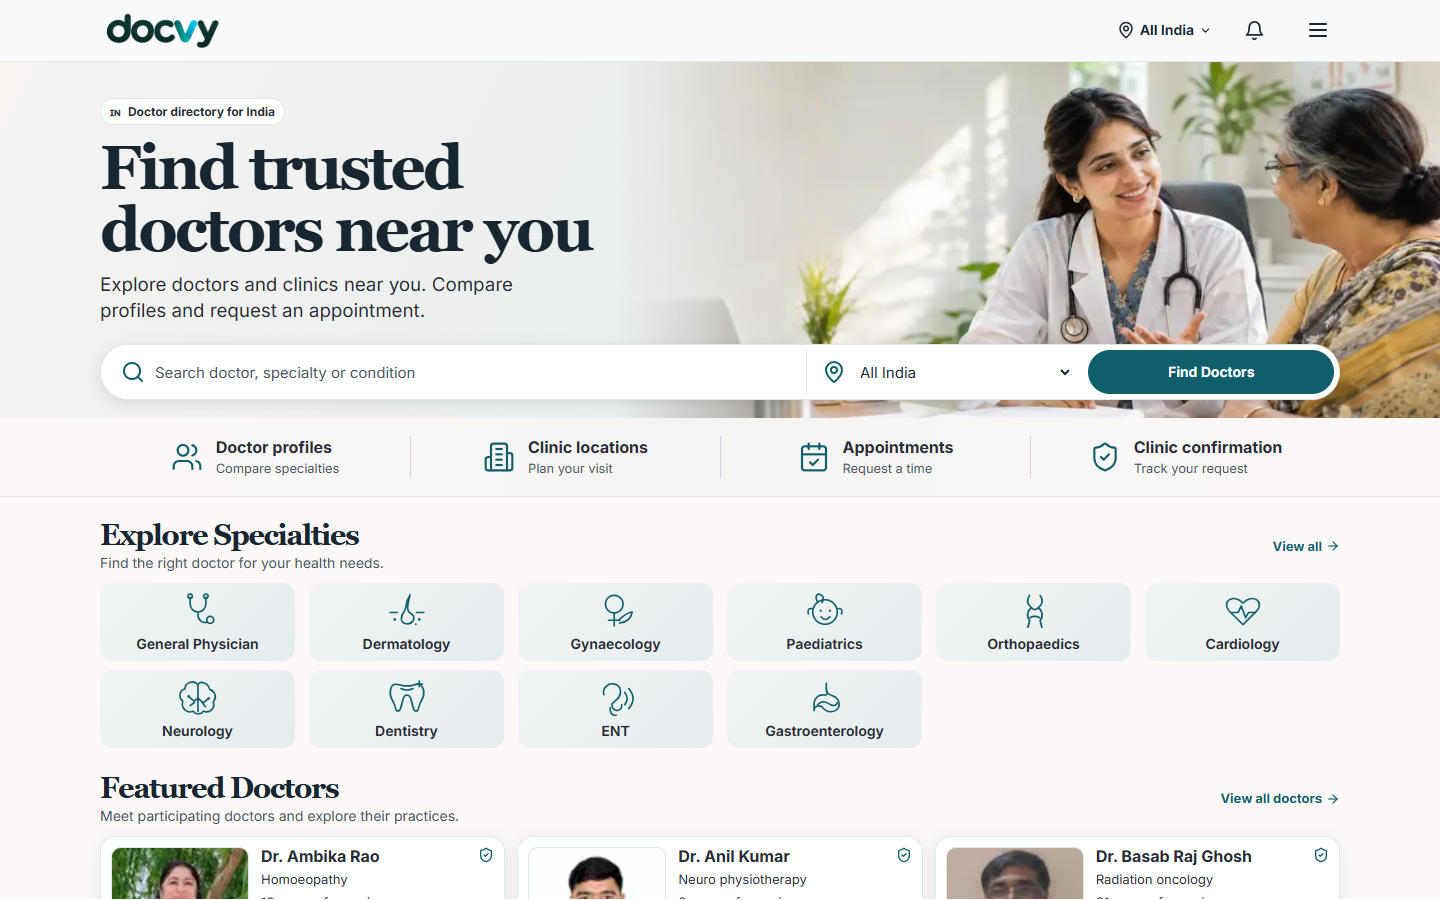 docvy
All India
IN Doctor directory for India
Find trusted
doctors near you
Explore doctors and clinics near you. Compare
profiles and request an appointment.
Search doctor, specialty or condition
All India
Find Doctors
Doctor profiles
Compare specialties
Clinic locations
Plan your visit
Appointments
Request a time
Clinic confirmation
Track your request
Explore Specialties
Find the right doctor for your health needs.
View all
General Physician
Dermatology
Gynaecology
Paediatrics
Orthopaedics
Cardiology
Neurology
Dentistry
ENT
Gastroenterology
Featured Doctors
Meet participating doctors and explore their practices.
View all doctors
Dr. Ambika Rao
Homoeopathy
Dr. Anil Kumar
Neuro physiotherapy
Dr. Basab Raj Ghosh
Radiation oncology